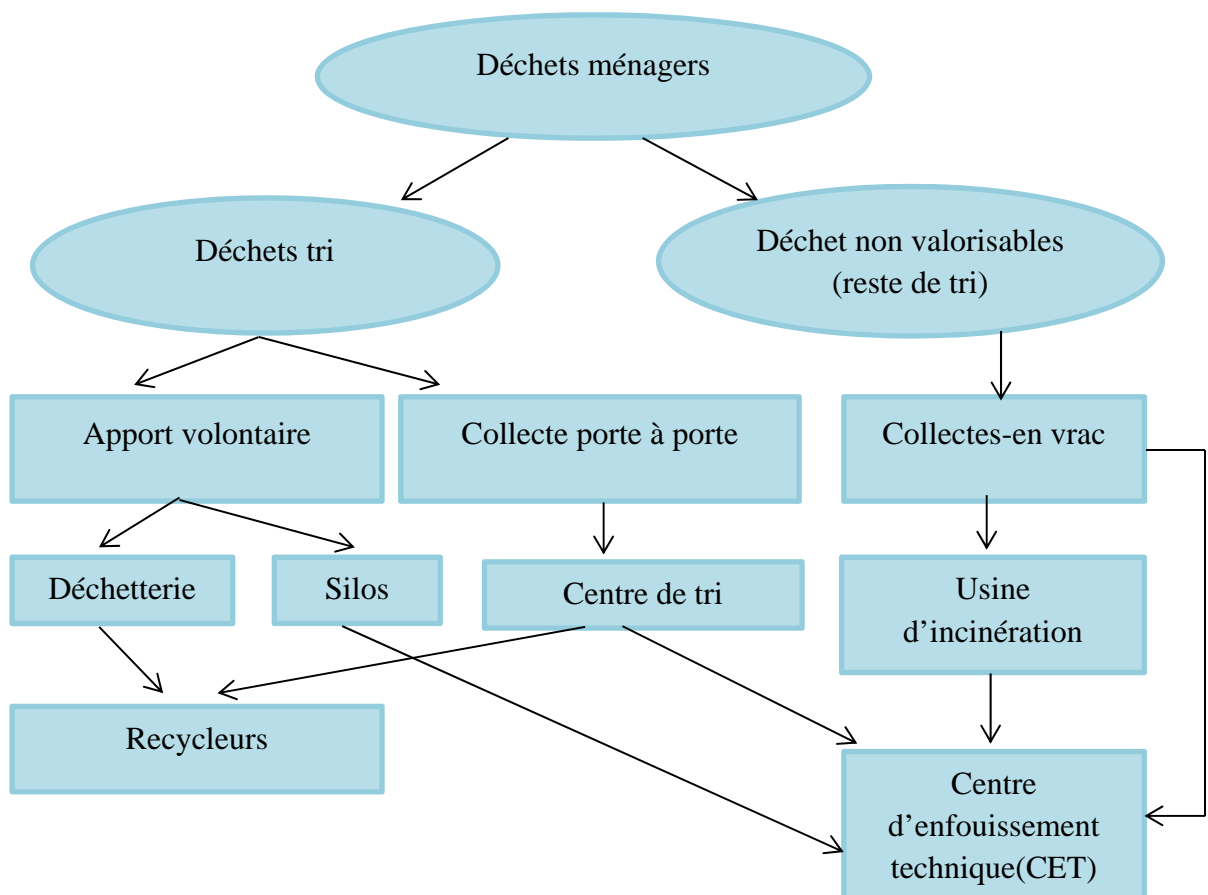 Déchets ménagers
Déchets tri
Déchet non valorisables
(reste de tri)
Apport volontaire
Collecte porte à porte
Collectes-en vrac
Déchetterie
Silos
Centre de tri
Usine
d’incinération
Recycleurs
Centre
d’enfouissement
technique(CET)